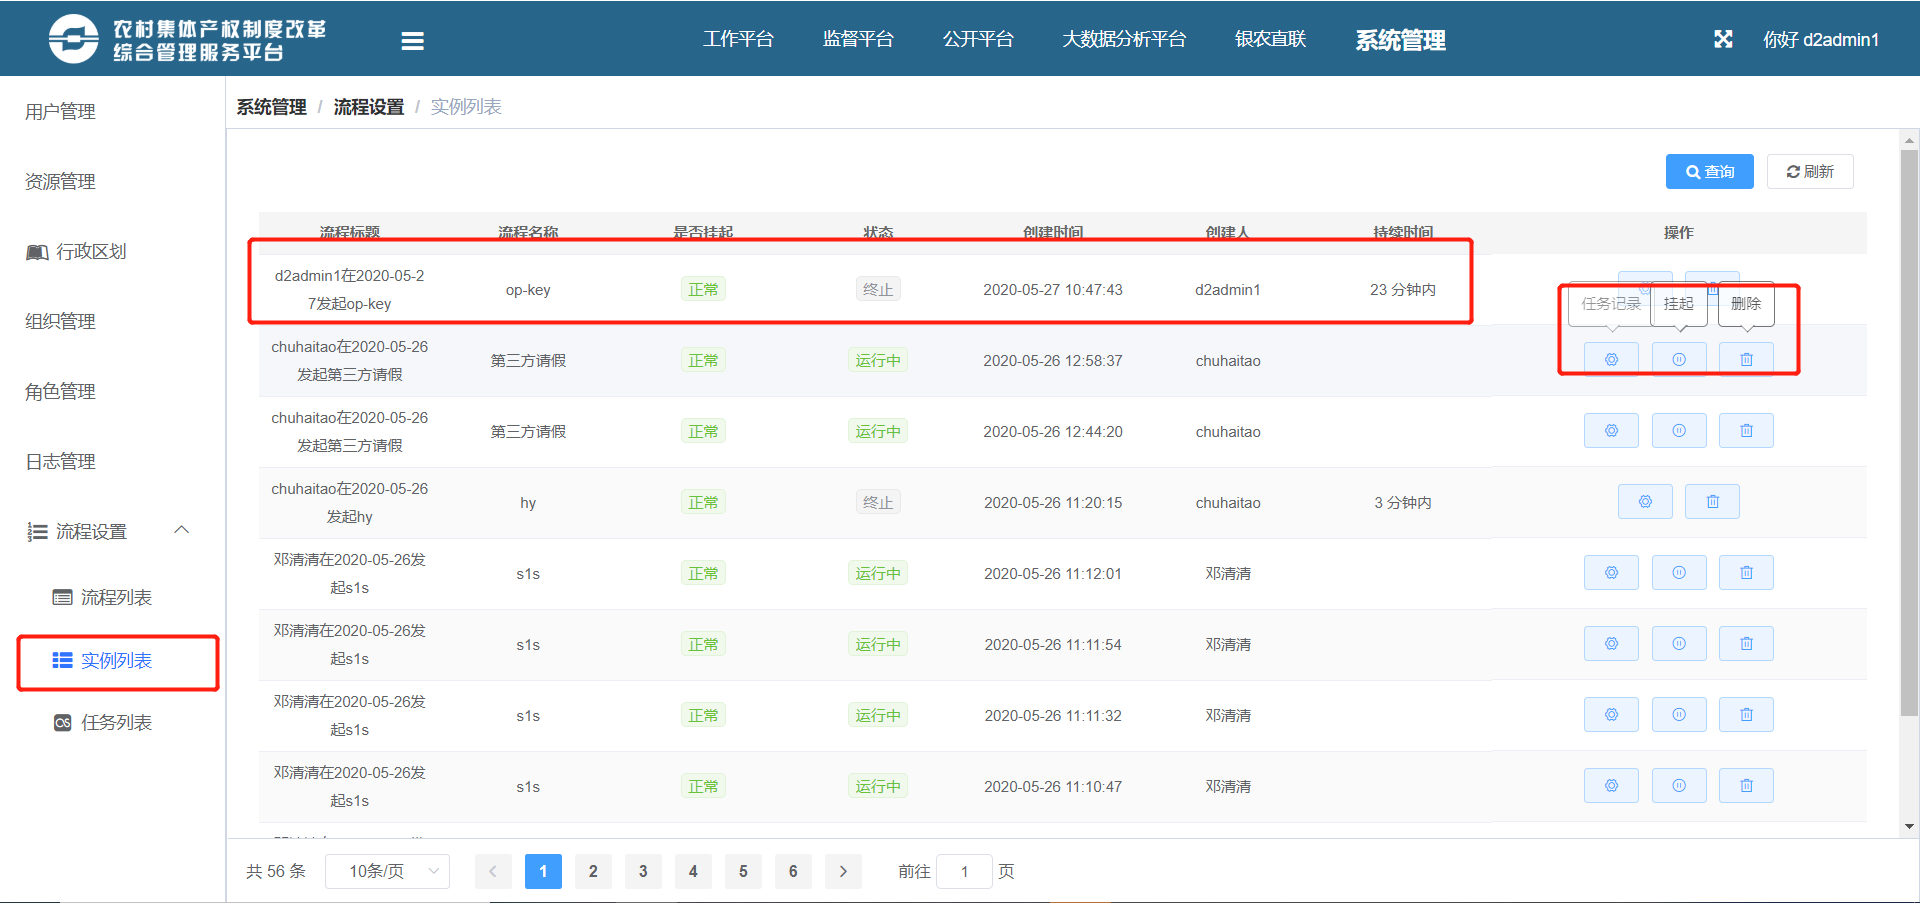 农村集体产权制度改革
综合管理服务平台
工作平台 监督平台 公开平台 大数据分析平台 银农直联 系统管理 你好 d2admin1
用户管理
资源管理
行政区划
组织管理
角色管理
日志管理
流程设置
流程列表
实例列表
任务列表
系统管理 / 流程设置 / 实例列表
查询 刷新
流程标题 流程名称 是否挂起 状态 创建时间 创建人 持续时间 操作
d2admin1在2020-05-2
7发起op-key
op-key 正常 终止 2020-05-27 10:47:43 d2admin1 23 分钟内
任务记录 挂起 删除
chuhaitao在2020-05-26
发起第三方请假
第三方请假 正常 运行中 2020-05-26 12:58:37 chuhaitao
chuhaitao在2020-05-26
发起第三方请假
第三方请假 正常 运行中 2020-05-26 12:44:20 chuhaitao
chuhaitao在2020-05-26
发起hy
hy 正常 终止 2020-05-26 11:20:15 chuhaitao 3 分钟内
邓清清在2020-05-26发
起s1s
s1s 正常 运行中 2020-05-26 11:12:01 邓清清
邓清清在2020-05-26发
起s1s
s1s 正常 运行中 2020-05-26 11:11:54 邓清清
邓清清在2020-05-26发
起s1s
s1s 正常 运行中 2020-05-26 11:11:32 邓清清
邓清清在2020-05-26发
起s1s
s1s 正常 运行中 2020-05-26 11:10:47 邓清清
共 56 条 10条/页 1 2 3 4 5 6 前往 1 页